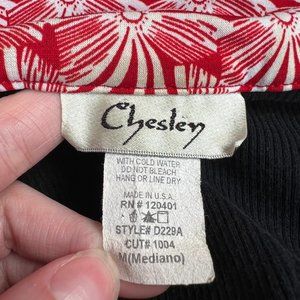 Cheslen
WITH COLD WATER
DO NOT BLEACH
HANG OR LINE DRY
MADE IN U.S.A.
RN# 120401
STYLE# D229A
CUT# 1004
M(Mediano)